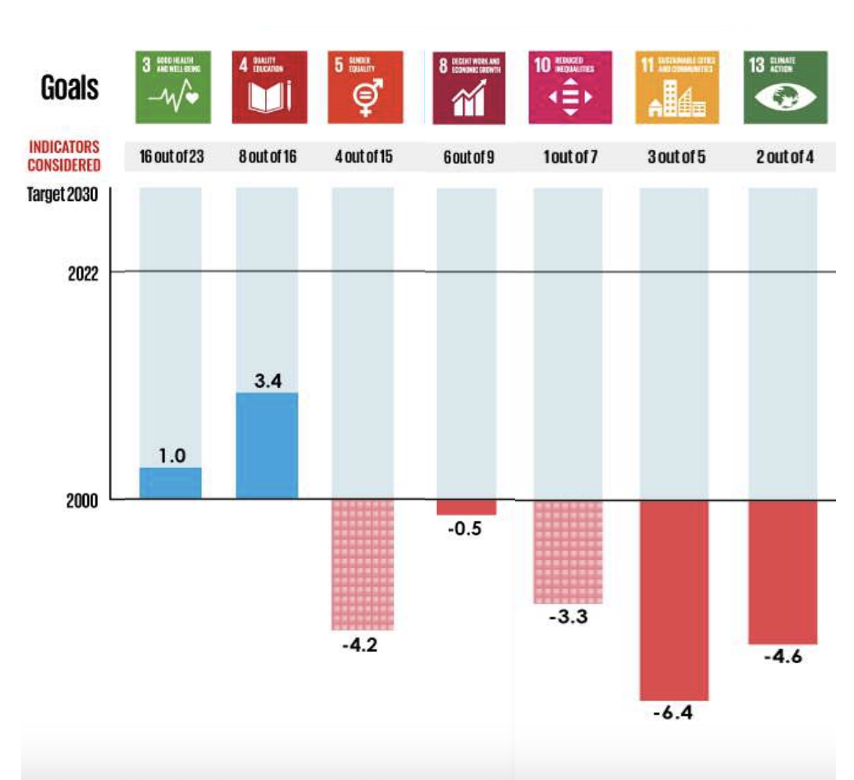 Goals
3 GOOD HEALTH
AND WELL-BEING
4 QUALITY
EDUCATION
5 GENDER
EQUALITY
8 DECENT WORK AND
ECONOMIC GROWTH
10 REDUCED
INEQUALITIES
11 SUSTAINABLE CITIES
AND COMMUNITIES
13 CLIMATE
ACTION
INDICATORS
CONSIDERED
16 out of 23
8 out of 16
4 out of 15
6 out of 9
1 out of 7
3 out of 5
2 out of 4
Target 2030
2022
3.4
1.0
2000
-0.5
-3.3
-4.2
-4.6
-6.4